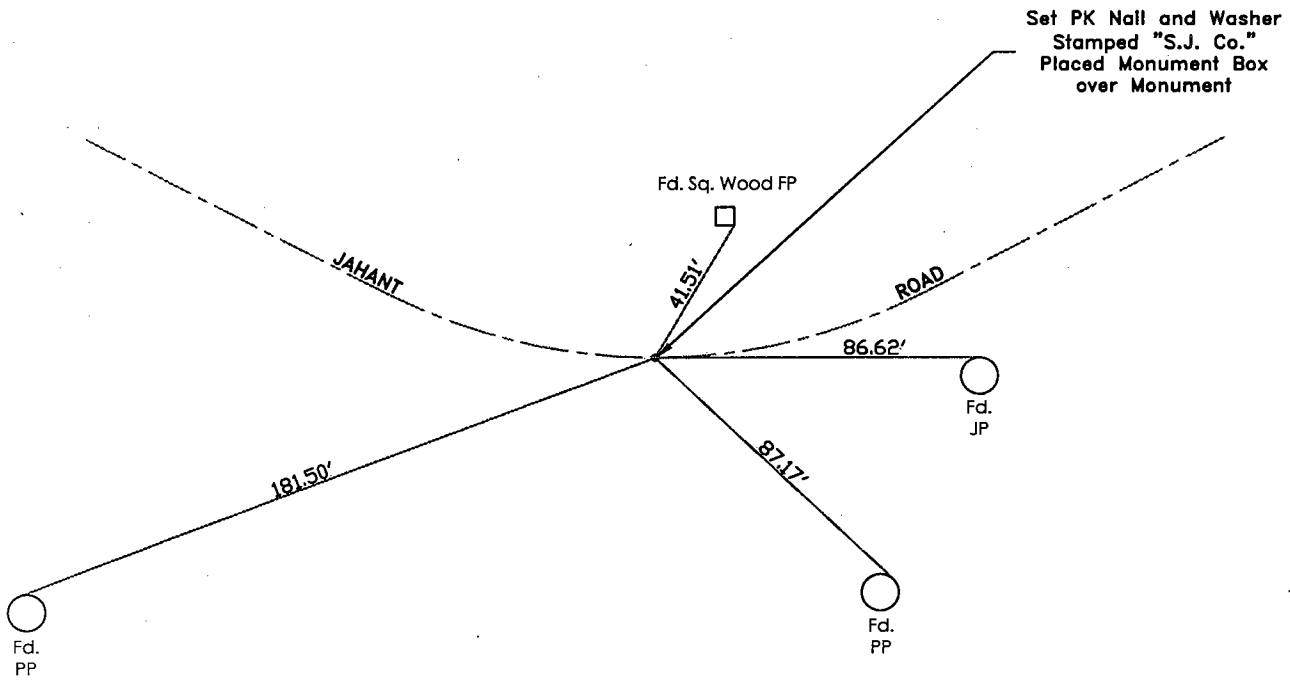 Set PK Nail and Washer
Stamped "S.J. Co."
Placed Monument Box
over Monument
Fd. Sq. Wood FP
JAHANT
41.51'
ROAD
86.62'
Fd.
JP
181.50'
87.17'
Fd.
PP
Fd.
PP